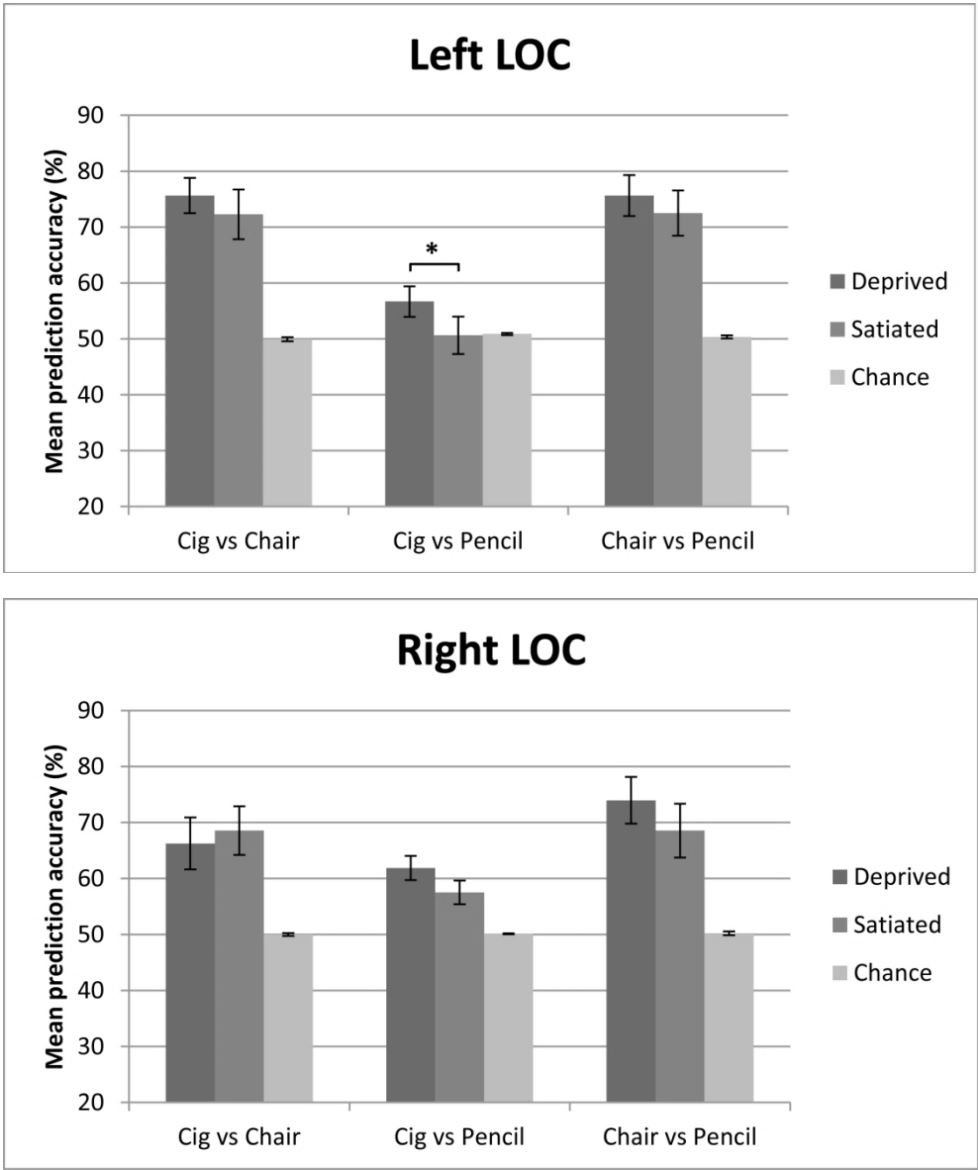 Left LOC
Mean prediction accuracy (%)
90
80
70
60
50
40
30
20
*
Cig vs Chair
Cig vs Pencil
Chair vs Pencil
Deprived
Satiated
Chance
Right LOC
Mean prediction accuracy (%)
90
80
70
60
50
40
30
20
Cig vs Chair
Cig vs Pencil
Chair vs Pencil
Deprived
Satiated
Chance